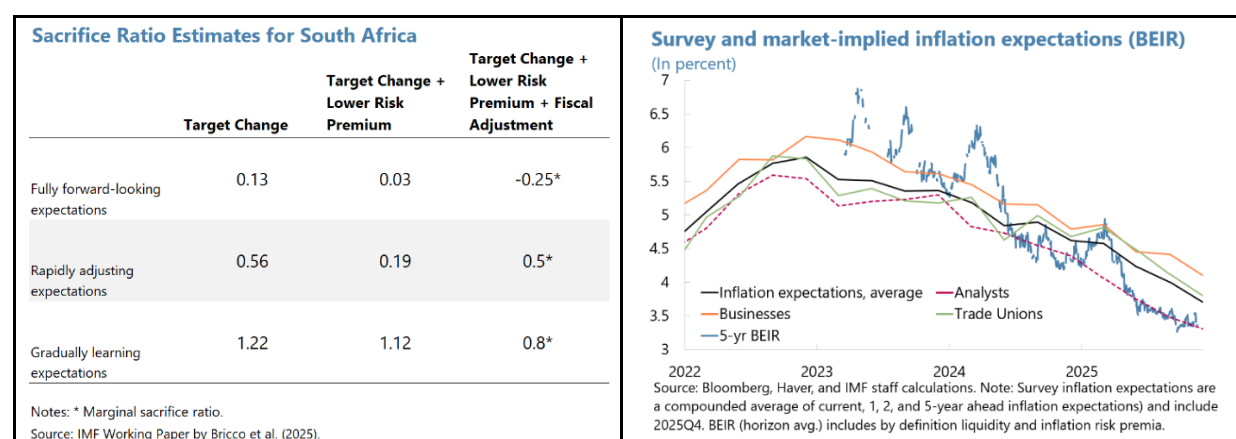 Sacrifice Ratio Estimates for South Africa
Target Change
Target Change +
Lower Risk
Premium
Target Change +
Lower Risk
Premium + Fiscal
Adjustment
Fully forward-looking
expectations
0.13
0.03
-0.25*
Rapidly adjusting
expectations
0.56
0.19
0.5*
Gradually learning
expectations
1.22
1.12
0.8*
Notes: * Marginal sacrifice ratio.
Source: IMF Working Paper by Bricco et al. (2025).
Survey and market-implied inflation expectations (BEIR)
(In percent)
7
6.5
6
5.5
5
4.5
4
3.5
3
Inflation expectations, average
Analysts
Businesses
Trade Unions
5-yr BEIR
2022 2023 2024 2025
Source: Bloomberg, Haver, and IMF staff calculations. Note: Survey inflation expectations are
a compounded average of current, 1, 2, and 5-year ahead inflation expectations) and include
2025Q4. BEIR (horizon avg.) includes by definition liquidity and inflation risk premia.